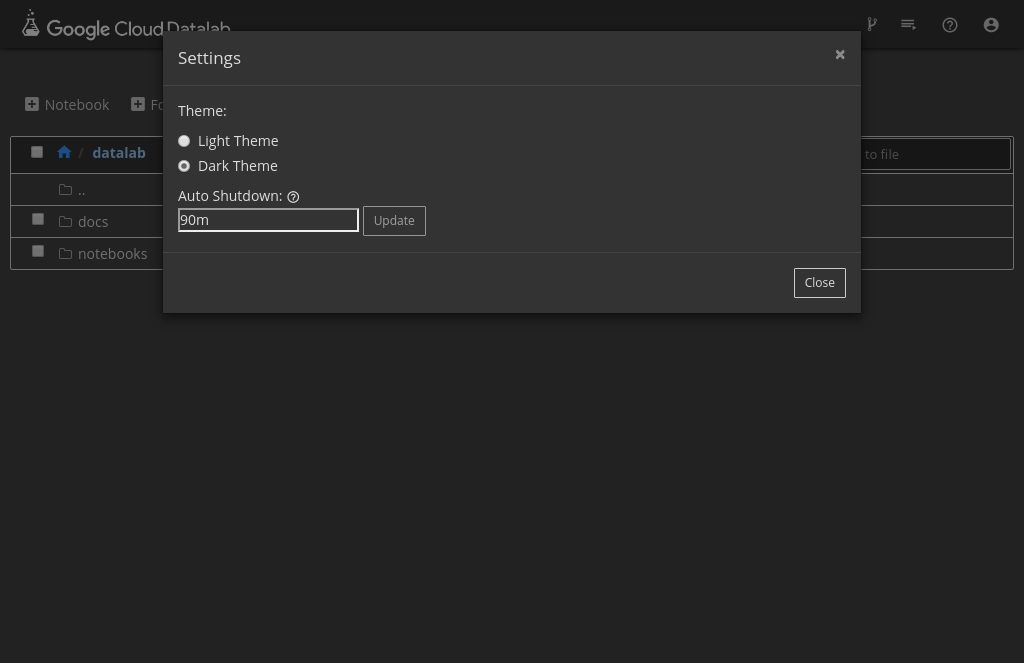 Google Cloud Datalab
Settings
×
Notebook
Theme:
Light Theme
Dark Theme
/ datalab
to file
..
docs
notebooks
Auto Shutdown:
90m
Update
Close